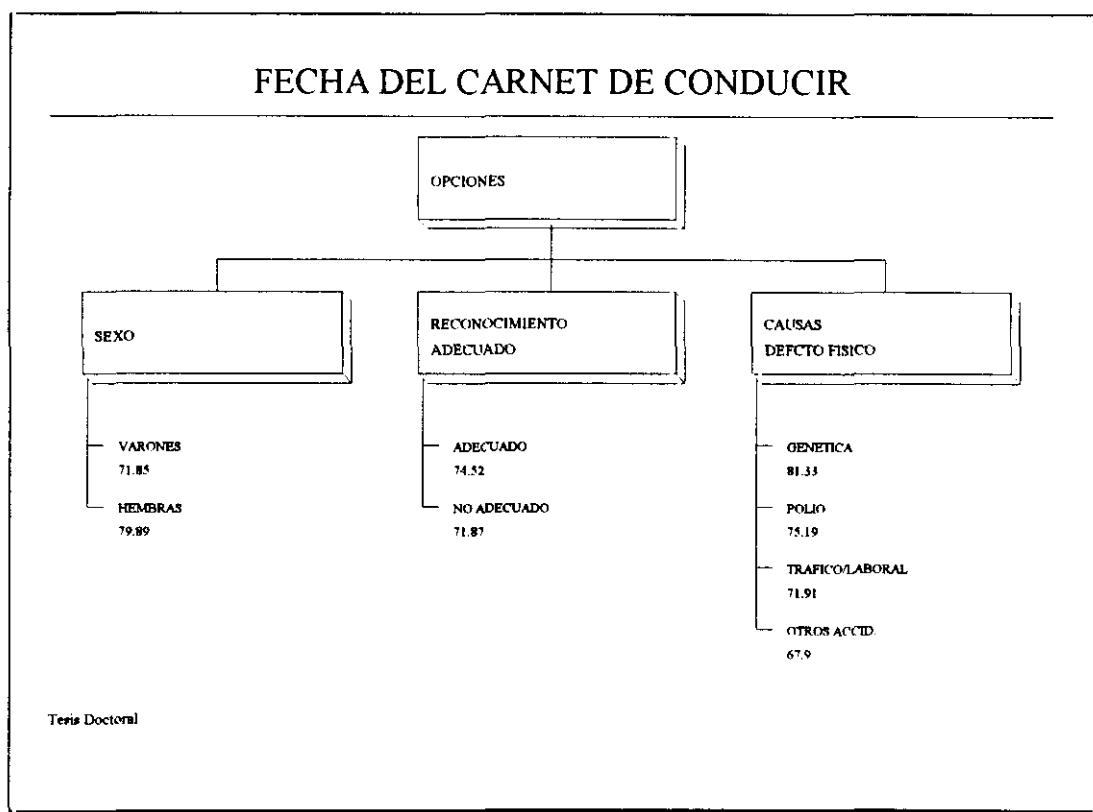 FECHA DEL CARNET DE CONDUCIR
OPCIONES
SEXO
VARONES
71.85
HEMBRAS
79.89
RECONOCIMIENTO
ADECUADO
ADECUADO
74.52
NO ADECUADO
71.87
CAUSAS
DEFCTO FISICO
GENETICA
81.33
POLIO
75.19
TRAFICO/LABORAL
71.91
OTROS ACCID.
67.9
Tesis Doctoral